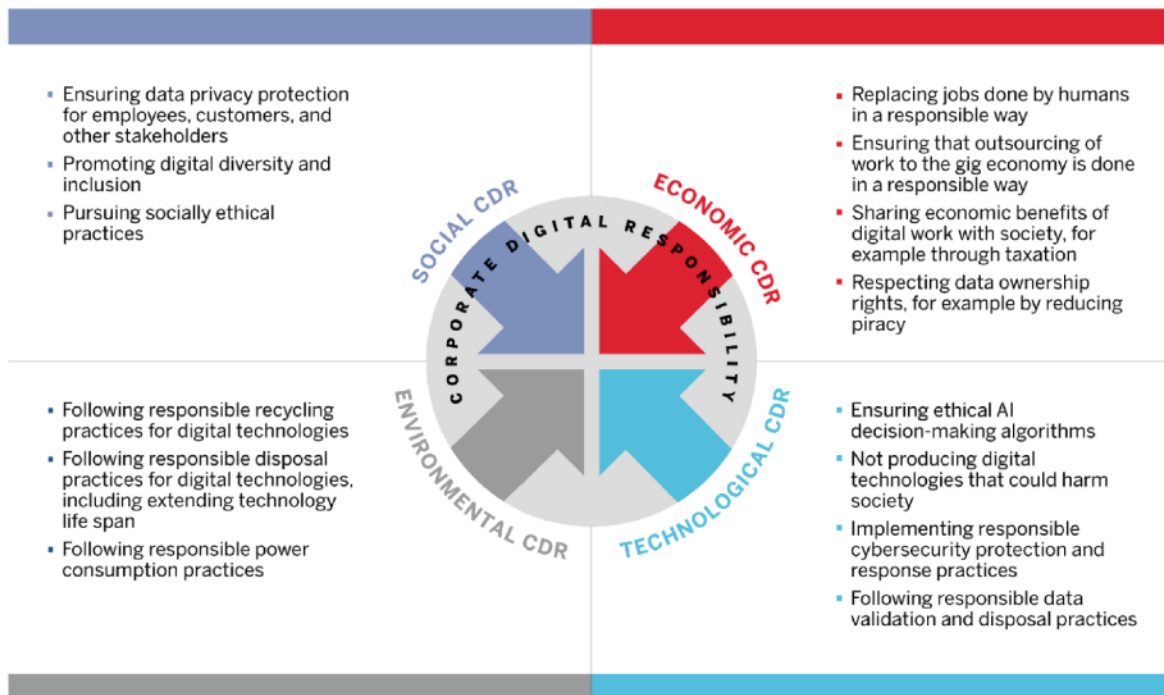 Ensuring data privacy protection
for employees, customers, and
other stakeholders
Promoting digital diversity and
inclusion
Pursuing socially ethical
practices
Replacing jobs done by humans
in a responsible way
Ensuring that outsourcing of
work to the gig economy is done
in a responsible way
Sharing economic benefits of
digital work with society, for
example through taxation
Respecting data ownership
rights, for example by reducing
piracy
SOCIAL CDR
ECONOMIC CDR
CORPORATE DIGITAL RESPONSIBILITY
ENVIRONMENTAL CDR
TECHNOLOGICAL CDR
Following responsible recycling
practices for digital technologies
Following responsible disposal
practices for digital technologies,
including extending technology
life span
Following responsible power
consumption practices
Ensuring ethical AI
decision-making algorithms
Not producing digital
technologies that could harm
society
Implementing responsible
cybersecurity protection and
response practices
Following responsible data
validation and disposal practices